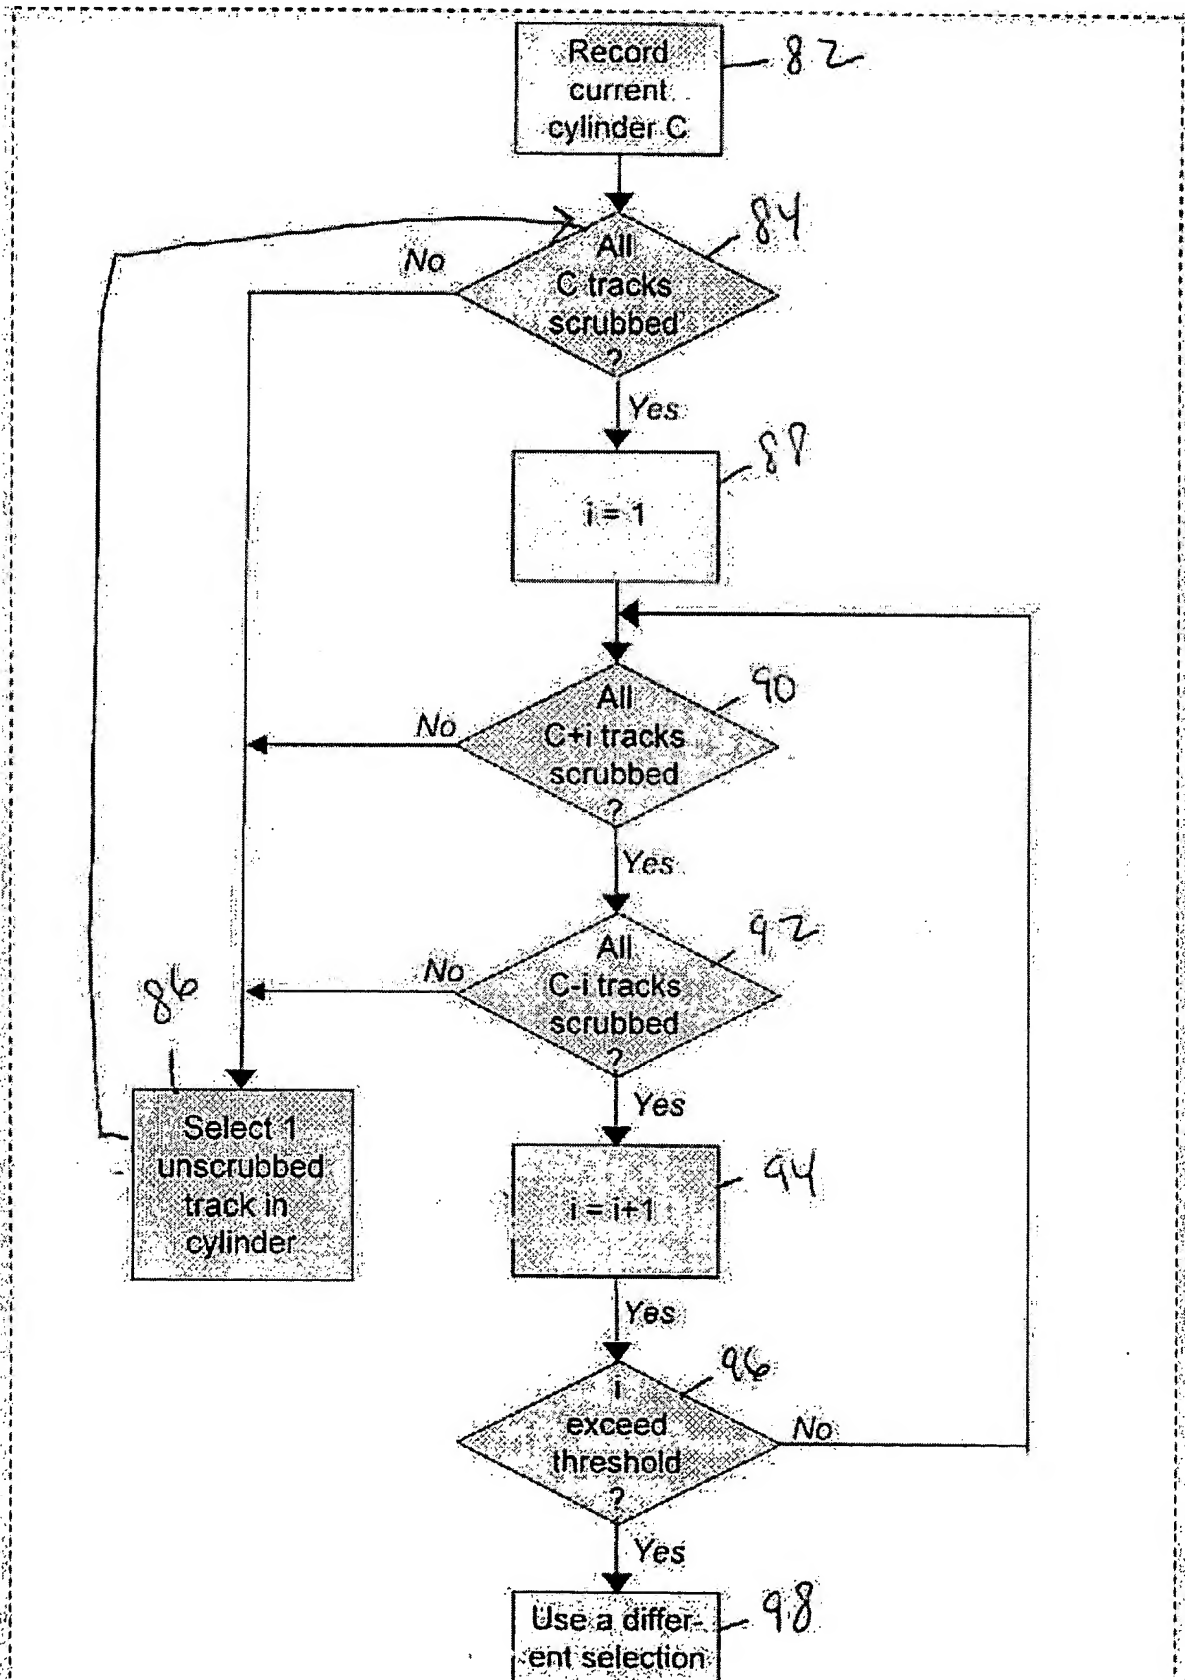 Record
current
cylinder C
82
All
C tracks
scrubbed
?
84
No
Yes
i = 1
88
All
C+i tracks
scrubbed
?
90
No
Yes
All
C-i tracks
scrubbed
?
92
No
86
Select 1
unscrubbed
track in
cylinder
Yes
i = i+1
94
Yes
i
exceed
threshold
?
96
No
Yes
Use a differ-
ent selection
98